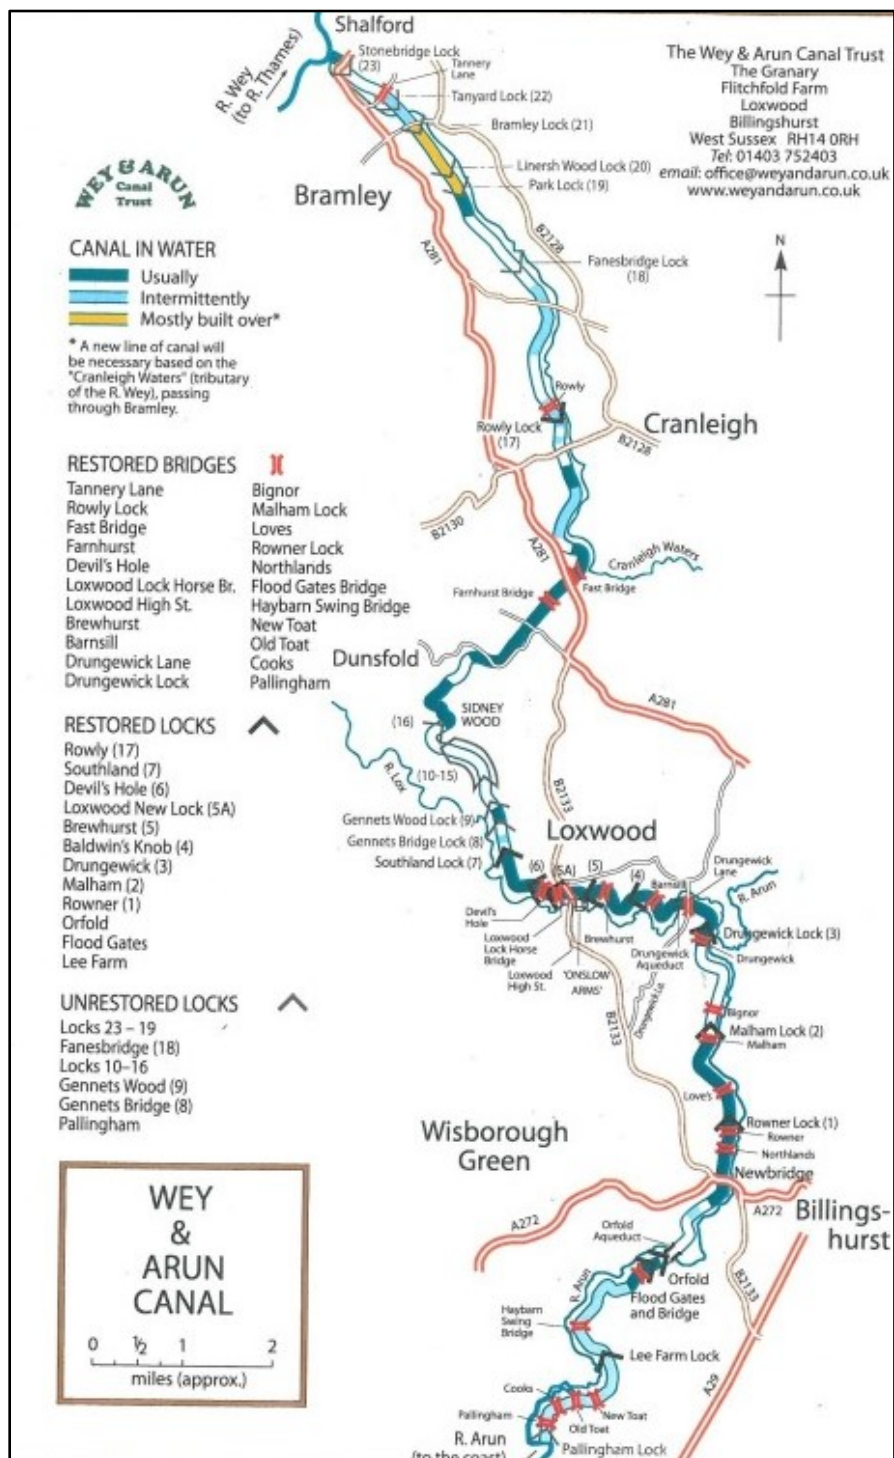 Shalford
Stonebridge Lock
(23)
Tannery
Lane
R. Wey
(to R. Thames)
Tanyard Lock (22)
Bramley Lock (21)
Linersh Wood Lock (20)
Park Lock (19)
Bramley
The Wey & Arun Canal Trust
The Granary
Flitchfold Farm
Loxwood
Billingshurst
West Sussex RH14 0RH
Tel: 01403 752403
email: office@weyandarun.co.uk
www.weyandarun.co.uk
WEY & ARUN
Canal
Trust
CANAL IN WATER
Usually
Intermittently
Mostly built over*
* A new line of canal will
be necessary based on the
"Cranleigh Waters" (tributary
of the R. Wey), passing
through Bramley.
N
A281
B2128
Fanesbridge Lock
(18)
Rowly
Rowly Lock
(17)
Cranleigh
B2128
B2130
A281
Cranleigh Waters
Farnhurst Bridge
Fast Bridge
RESTORED BRIDGES
Tannery Lane
Rowly Lock
Fast Bridge
Farnhurst
Devil's Hole
Loxwood Lock Horse Br.
Loxwood High St.
Brewhurst
Barnsill
Drungewick Lane
Drungewick Lock
Bignor
Malham Lock
Loves
Rowner Lock
Northlands
Flood Gates Bridge
Haybarn Swing Bridge
New Toat
Old Toat
Cooks
Pallingham
Dunsfold
A281
(16)
SIDNEY
WOOD
R. Lox
(10-15)
B2133
RESTORED LOCKS
Rowly (17)
Southland (7)
Devil's Hole (6)
Loxwood New Lock (5A)
Brewhurst (5)
Baldwin's Knob (4)
Drungewick (3)
Malham (2)
Rowner (1)
Orfold
Flood Gates
Lee Farm
Gennets Wood Lock (9)
Gennets Bridge Lock (8)
Southland Lock (7)
Loxwood
(6)
(5A)
(5)
(4)
Barnsill
Drungewick
Lane
R. Arun
Devil's
Hole
Loxwood
Lock Horse
Bridge
Loxwood
High St.
'ONSLOW
ARMS'
Brewhurst
Drungewick
Aqueduct
Drungewick Lock (3)
Drungewick
Drungewick La.
B2133
Bignor
Malham Lock (2)
Malham
Love's
UNRESTORED LOCKS
Locks 23 – 19
Fanesbridge (18)
Locks 10–16
Gennets Wood (9)
Gennets Bridge (8)
Pallingham
Wisborough
Green
Rowner Lock (1)
Rowner
Northlands
Newbridge
A272
A272
Billings-
hurst
Orfold
Aqueduct
Orfold
R. Arun
Flood Gates
and Bridge
B2133
Haybarn
Swing
Bridge
Lee Farm Lock
A29
Cooks
New Toat
Old Toat
Pallingham
R. Arun
(to the coast)
Pallingham Lock
WEY
&
ARUN
CANAL
0 ½ 1 2
miles (approx.)